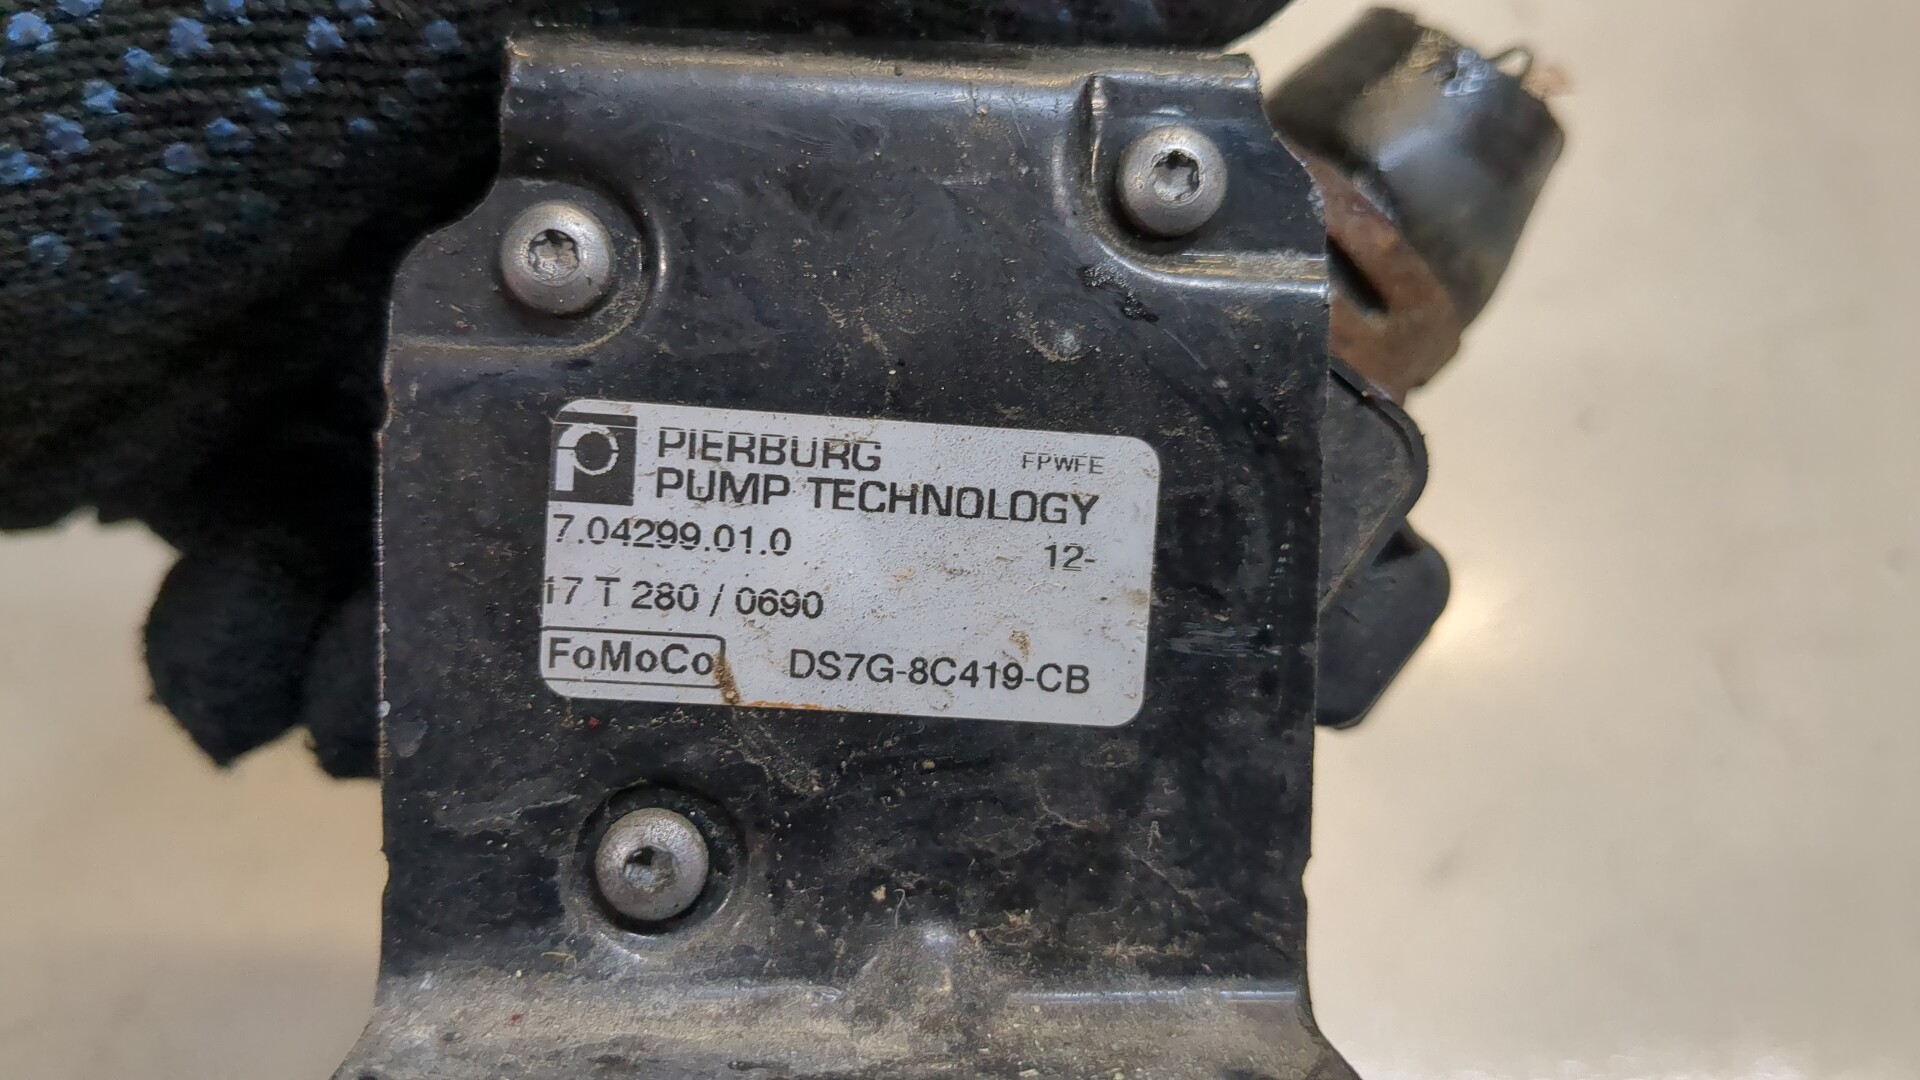 PIERBURG FPWFE
PUMP TECHNOLOGY
7.04299.01.0 12-
17 T 280 / 0690
FoMoCo DS7G-8C419-CB